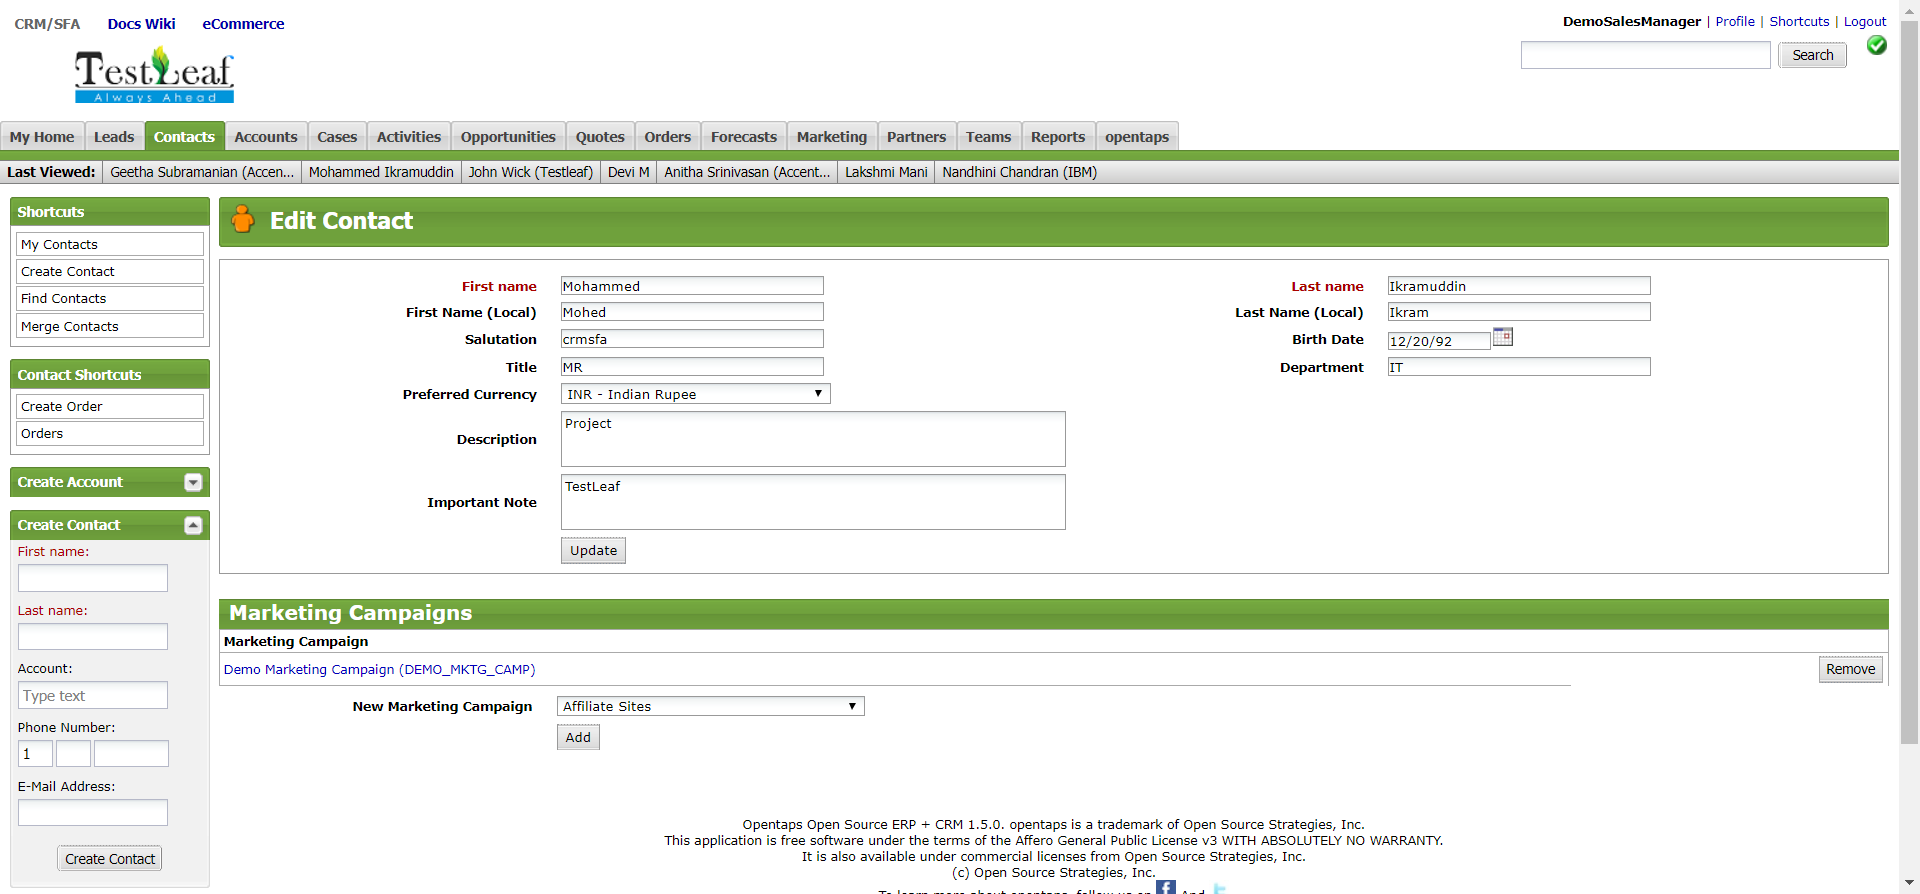 CRM/SFA Docs Wiki eCommerce
DemoSalesManager | Profile | Shortcuts | Logout
Search
TestLeaf
Always Ahead
My Home Leads Contacts Accounts Cases Activities Opportunities Quotes Orders Forecasts Marketing Partners Teams Reports opentaps
Last Viewed: Geetha Subramanian (Accen... Mohammed Ikramuddin John Wick (Testleaf) Devi M Anitha Srinivasan (Accent... Lakshmi Mani Nandhini Chandran (IBM)
Shortcuts
My Contacts
Create Contact
Find Contacts
Merge Contacts
Contact Shortcuts
Create Order
Orders
Create Account
Create Contact
First name:
Last name:
Account:
Type text
Phone Number:
1
E-Mail Address:
Create Contact
Edit Contact
First name Mohammed Last name Ikramuddin
First Name (Local) Mohed Last Name (Local) Ikram
Salutation crmsfa Birth Date 12/20/92
Title MR Department IT
Preferred Currency INR - Indian Rupee
Description Project
Important Note TestLeaf
Update
Marketing Campaigns
Marketing Campaign
Demo Marketing Campaign (DEMO_MKTG_CAMP) Remove
New Marketing Campaign Affiliate Sites
Add
Opentaps Open Source ERP + CRM 1.5.0. opentaps is a trademark of Open Source Strategies, Inc.
This application is free software under the terms of the Affero General Public License v3 WITH ABSOLUTELY NO WARRANTY.
It is also available under commercial licenses from Open Source Strategies, Inc.
(c) Open Source Strategies, Inc.
To learn more about opentaps, follow us on f And